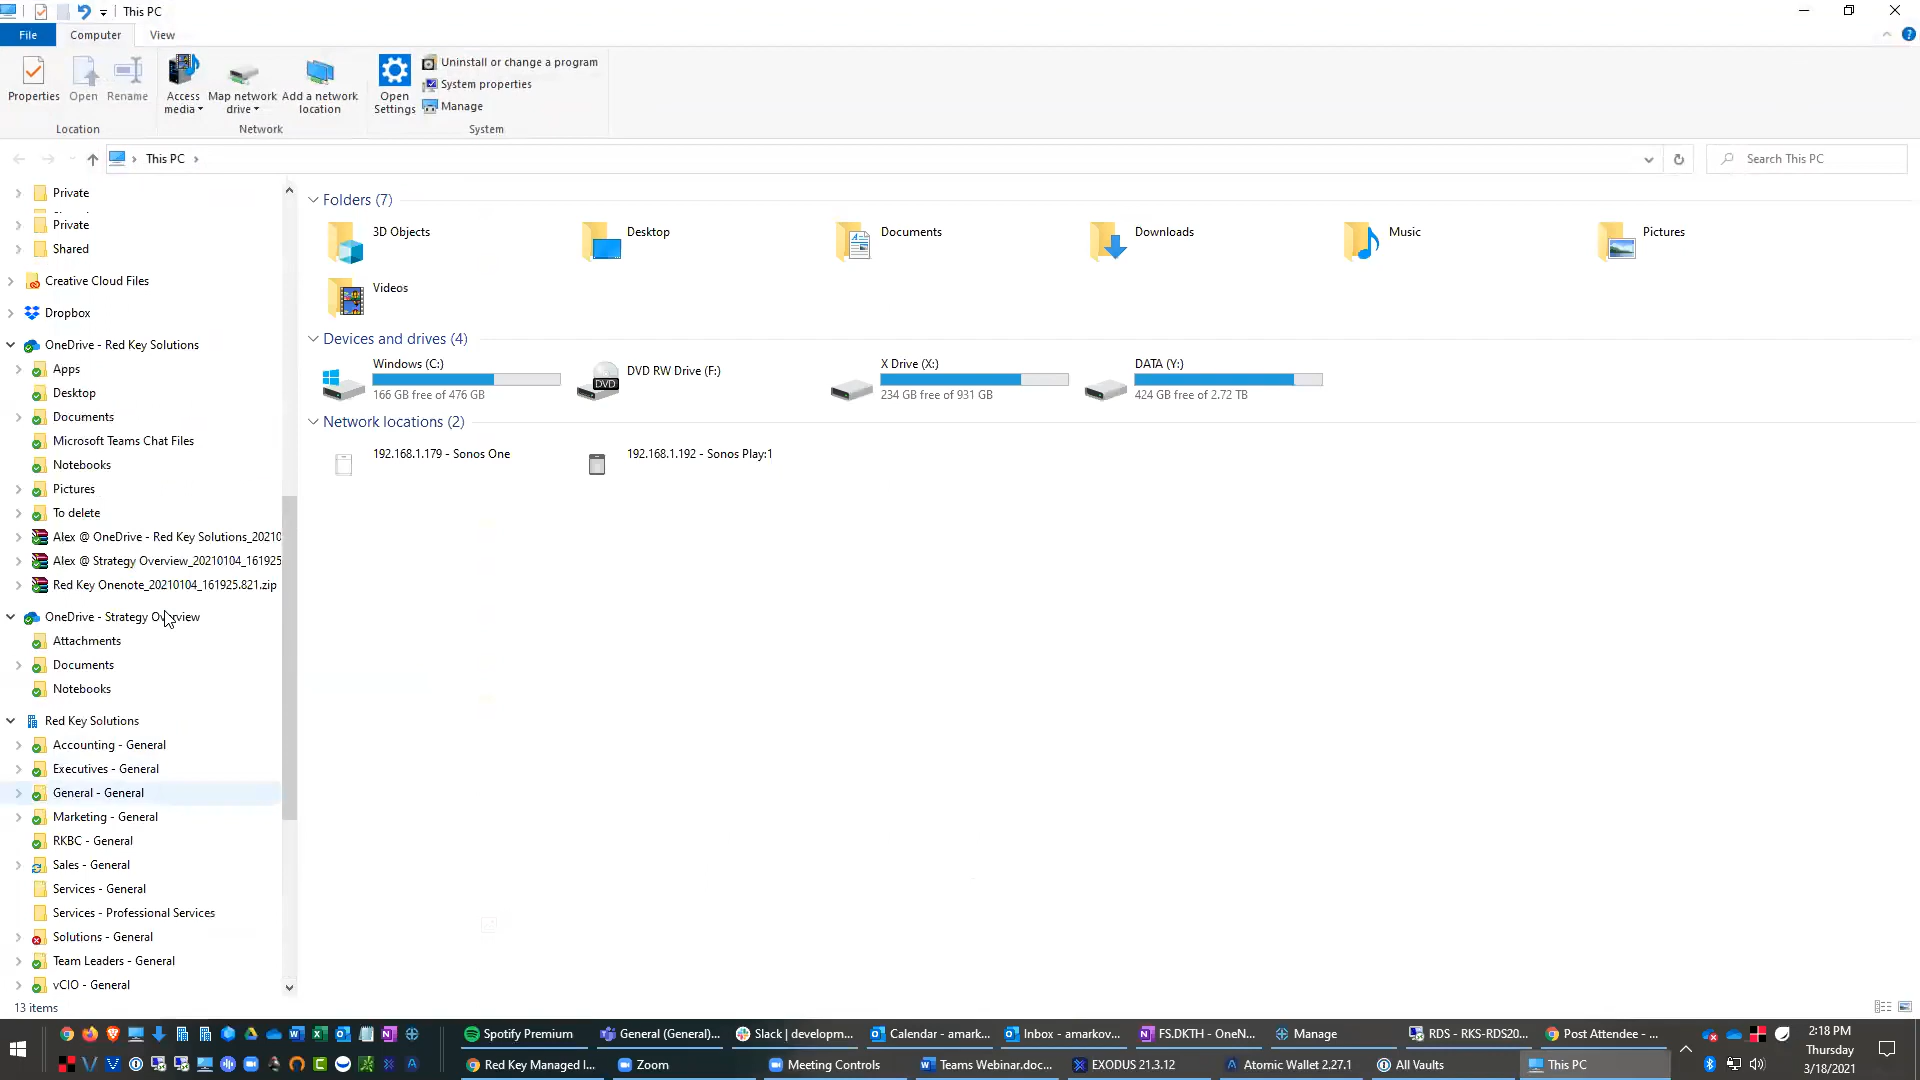 This PC
File
Computer
View
Properties
Open
Rename
Access media
Map network drive
Add a network location
Open Settings
Uninstall or change a program
System properties
Manage
Location
Network
System
This PC
Search This PC
Private
Private
Shared
Creative Cloud Files
Dropbox
OneDrive - Red Key Solutions
Apps
Desktop
Documents
Microsoft Teams Chat Files
Notebooks
Pictures
To delete
Alex @ OneDrive - Red Key Solutions_20210
Alex @ Strategy Overview_20210104_161925
Red Key Onenote_20210104_161925.821.zip
OneDrive - Strategy Overview
Attachments
Documents
Notebooks
Red Key Solutions
Accounting - General
Executives - General
General - General
Marketing - General
RKBC - General
Sales - General
Services - General
Services - Professional Services
Solutions - General
Team Leaders - General
vCIO - General
Folders (7)
3D Objects
Desktop
Documents
Downloads
Music
Pictures
Videos
Devices and drives (4)
Windows (C:)
166 GB free of 476 GB
DVD RW Drive (F:)
DVD
X Drive (X:)
234 GB free of 931 GB
DATA (Y:)
424 GB free of 2.72 TB
Network locations (2)
192.168.1.179 - Sonos One
192.168.1.192 - Sonos Play:1
13 items
Spotify Premium
General (General)...
Slack | developm...
Calendar - amark...
Inbox - amarkov...
FS.DKTH - OneN...
Manage
RDS - RKS-RDS20...
Post Attendee - ...
Red Key Managed I...
Zoom
Meeting Controls
Teams Webinar.doc...
EXODUS 21.3.12
Atomic Wallet 2.27.1
All Vaults
This PC
2:18 PM
Thursday
3/18/2021